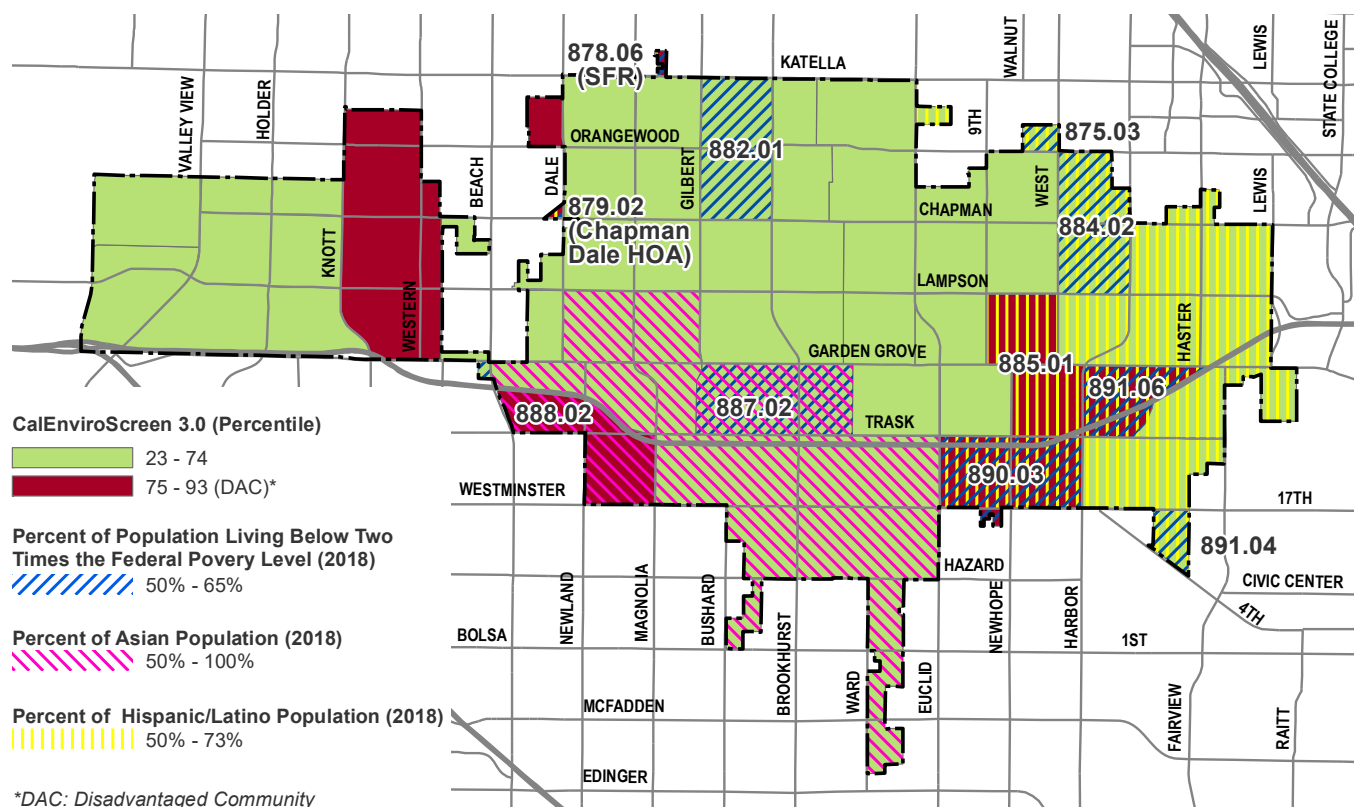 878.06
(SFR)
KATELLA
WALNUT
LEWIS
STATE COLLEGE
VALLEY VIEW
HOLDER
ORANGEWOOD
9TH
875.03
882.01
BEACH
DALE
GILBERT
WEST
879.02
(Chapman
Dale HOA)
CHAPMAN
884.02
LEWIS
KNOTT
LAMPSON
WESTERN
GARDEN GROVE
HASTER
885.01
891.06
888.02
887.02
TRASK
CalEnviroScreen 3.0 (Percentile)
23 - 74
75 - 93 (DAC)*
WESTMINSTER
890.03
17TH
Percent of Population Living Below Two
Times the Federal Poverty Level (2018)
50% - 65%
891.04
HAZARD
CIVIC CENTER
NEWLAND
MAGNOLIA
BUSHARD
BROOKHURST
WARD
EUCLID
NEWHOPE
HARBOR
4TH
Percent of Asian Population (2018)
50% - 100%
BOLSA
1ST
Percent of Hispanic/Latino Population (2018)
50% - 73%
MCFADDEN
FAIRVIEW
RAITT
EDINGER
*DAC: Disadvantaged Community